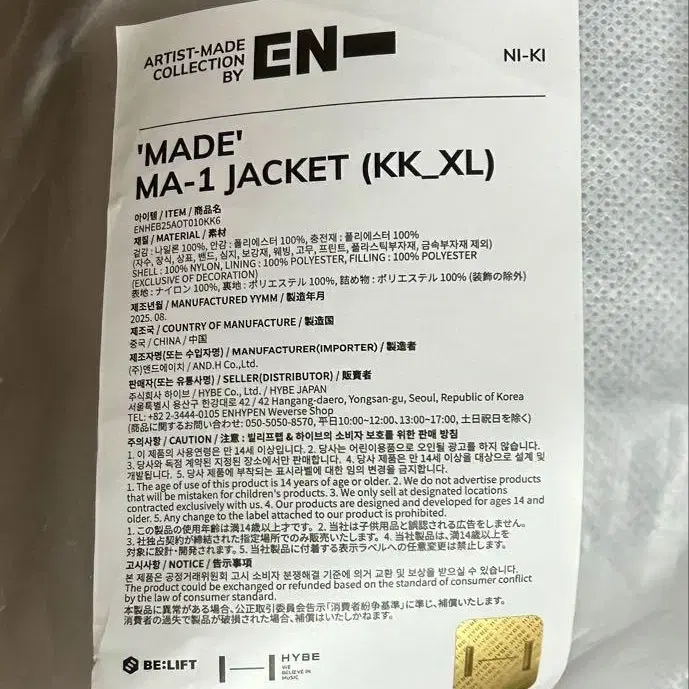 ARTIST-MADE
COLLECTION
BY
EN-
NI-KI
'MADE'
MA-1 JACKET (KK_XL)
아이템 / ITEM / 商品名
ENHEB25AOT010KK6
재질 / MATERIAL / 素材
겉감 : 나일론 100%, 안감 : 폴리에스터 100%, 충전재 : 폴리에스터 100%
(자수, 장식, 상표, 밴드, 심지, 보강재, 웨빙, 고무, 프린트, 플라스틱부자재, 금속부자재 제외)
SHELL : 100% NYLON, LINING : 100% POLYESTER, FILLING : 100% POLYESTER
(EXCLUSIVE OF DECORATION)
表地 : ナイロン 100%, 裏地 : ポリエステル 100%, 詰め物 : ポリエステル 100% (装飾の除外)
제조년월 / MANUFACTURED YYMM / 製造年月
2025. 08.
제조국 / COUNTRY OF MANUFACTURE / 製造国
중국 / CHINA / 中国
제조자명(또는 수입자명) / MANUFACTURER(IMPORTER) / 製造者
(주)앤드에이치 / AND.H Co.,Ltd.
판매자(또는 유통사명) / SELLER(DISTRIBUTOR) / 販売者
주식회사 하이브 / HYBE Co., Ltd. / HYBE JAPAN
서울특별시 용산구 한강대로 42 / 42 Hangang-daero, Yongsan-gu, Seoul, Republic of Korea
TEL: +82 2-3444-0105 ENHYPEN Weverse Shop
(商品に関するお問い合わせ: 050-5050-8570, 平日10:00~12:00, 13:00~17:00, 土日祝日を除く)
주의사항 / CAUTION / 注意 : 빌리프랩 & 하이브의 소비자 보호를 위한 판매 방침
1. 이 제품의 사용연령은 만 14세 이상입니다. 2. 당사는 어린이용품으로 오인될 광고를 하지 않습니다.
3. 당사와 독점 계약된 지정된 장소에서만 판매합니다. 4. 당사 제품은 만 14세 이상을 대상으로 설계 및
개발됩니다. 5. 당사 제품에 부착되는 표시라벨에 대한 임의 변경을 금지합니다.
1. The age of use of this product is 14 years of age or older. 2. We do not advertise products
that will be mistaken for children's products. 3. We only sell at designated locations
contracted exclusively with us. 4. Our products are designed and developed for ages 14 and
older. 5. Any change to the label attached to our product is prohibited.
1. この製品の使用年齢は満14歳以上才です。2. 当社は子供用品と誤認される広告をしません。
3. 社独占契約が締結された指定場所でのみ販売いたします。4. 当社製品は、満14歳以上を
対象に設計・開発されます。5. 当社製品に付着する表示ラベルへの任意変更は禁止します。
고시사항 / NOTICE / 告示事項
본 제품은 공정거래위원회 고시 소비자 분쟁해결 기준에 의거 교환 및 보상을 받으실 수 있습니다.
The product could be exchanged or rewarded based on the standard of consumer conflict
by the law of consumer standard.
本製品に異常がある場合、公正取引委員会告示「消費者紛争基準」に準じ、補償いたします。
消費者の過失で製品が破損された場合、補償はいたしかねます。
BE:LIFT
HYBE
WE
BELIEVE IN
MUSIC